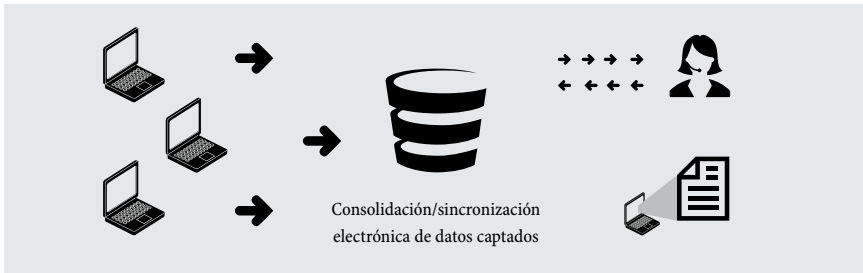 Consolidación/sincronización
electrónica de datos captados